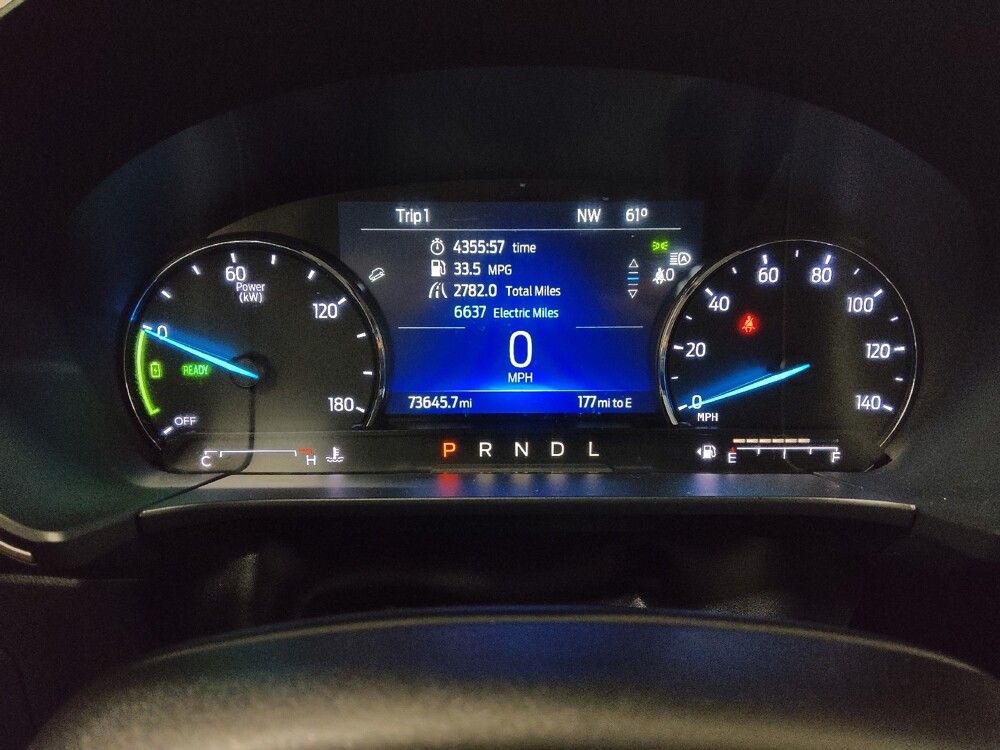 Trip 1 NW 61º
4355:57 time
33.5 MPG
2782.0 Total Miles
6637 Electric Miles
0
MPH
73645.7 mi 177 mi to E
60
Power
(kW)
120
0
READY
180
OFF
C H
P R N D L
60 80
40 100
20 120
0 140
MPH
E F
A